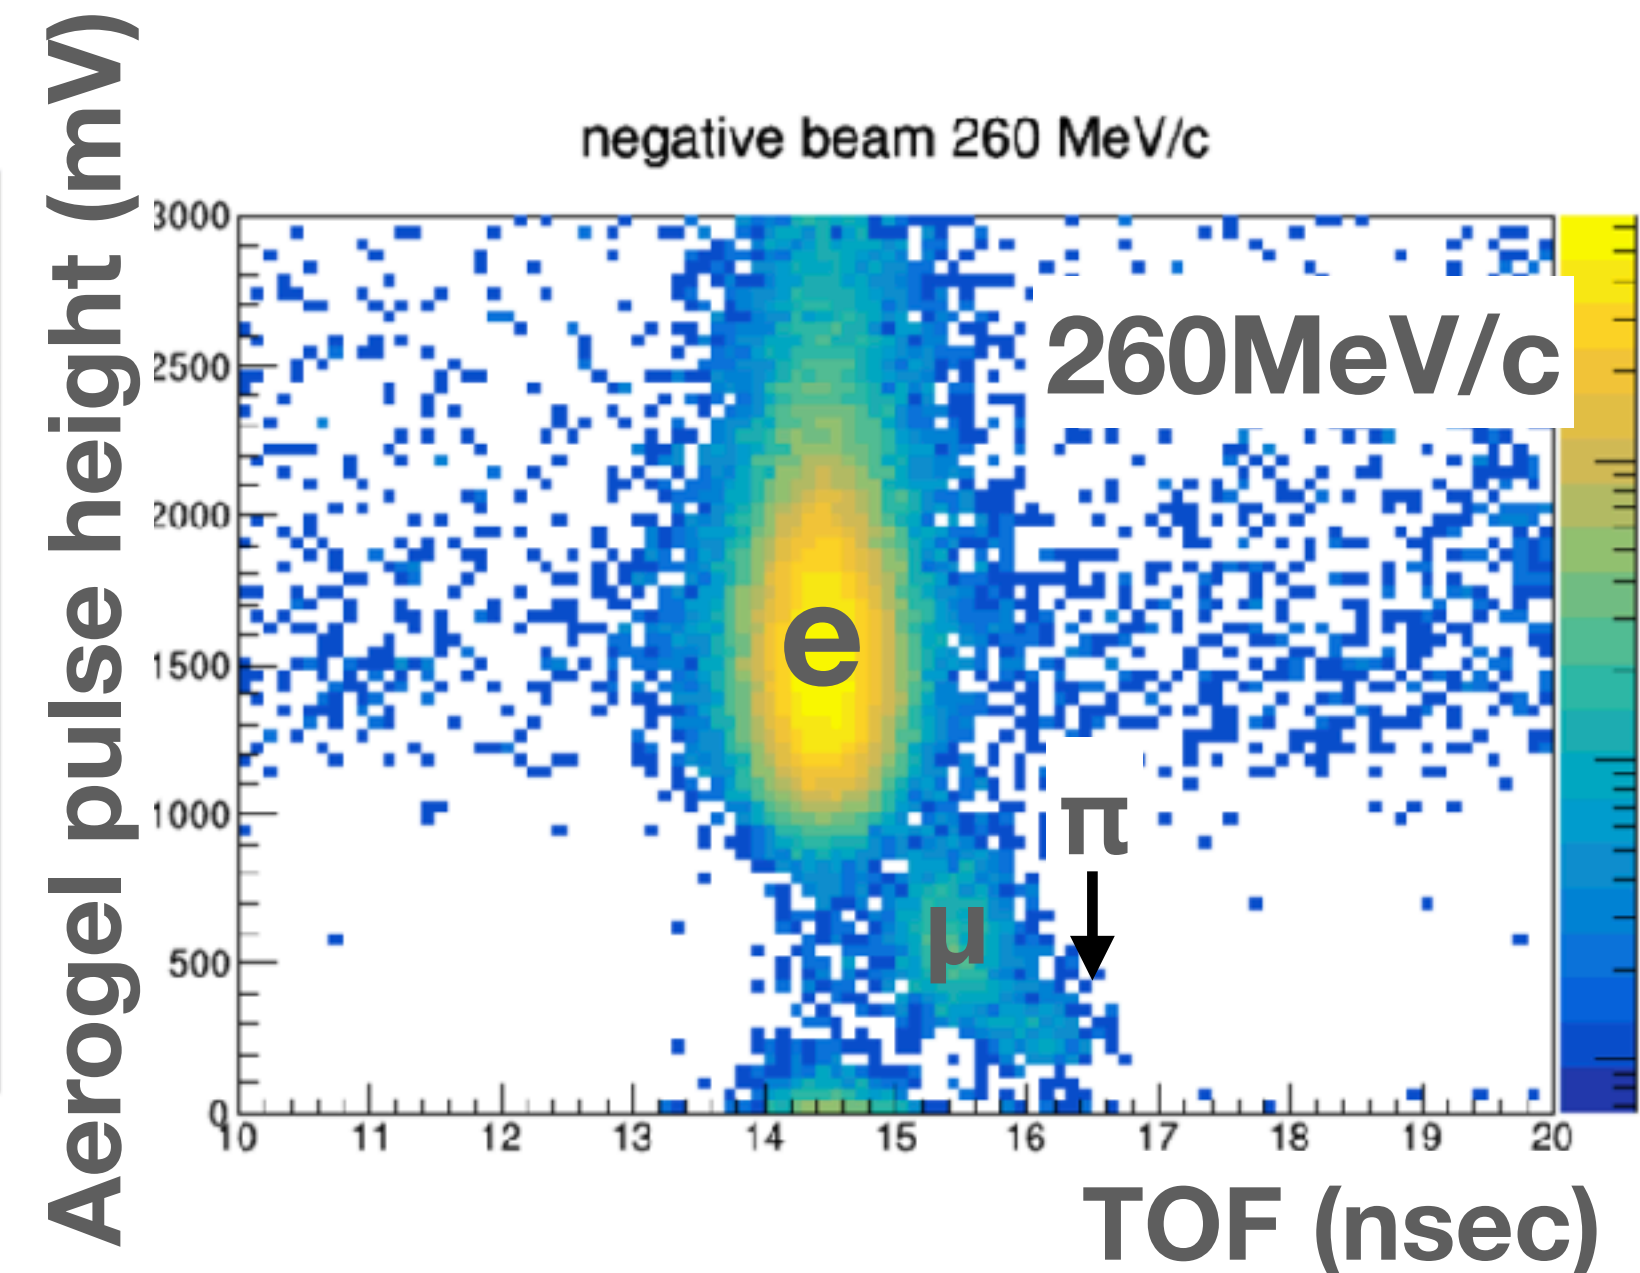 negative beam 260 MeV/c
Aerogel pulse height (mV)
3000
2500
2000
1500
1000
500
0
260MeV/c
e
π
μ
10 11 12 13 14 15 16 17 18 19 20
TOF (nsec)